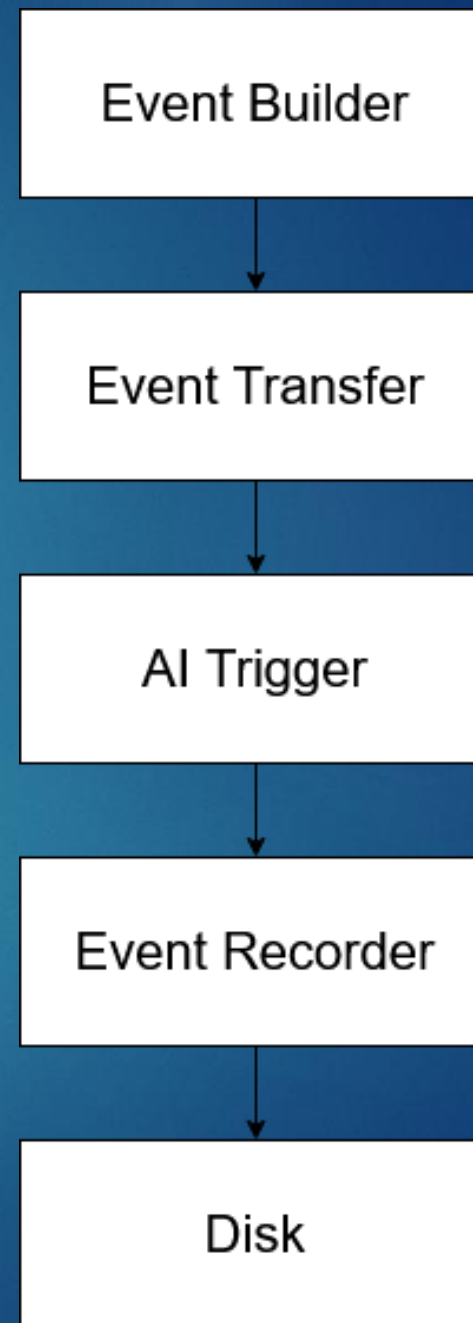 Event Builder
Event Transfer
AI Trigger
Event Recorder
Disk